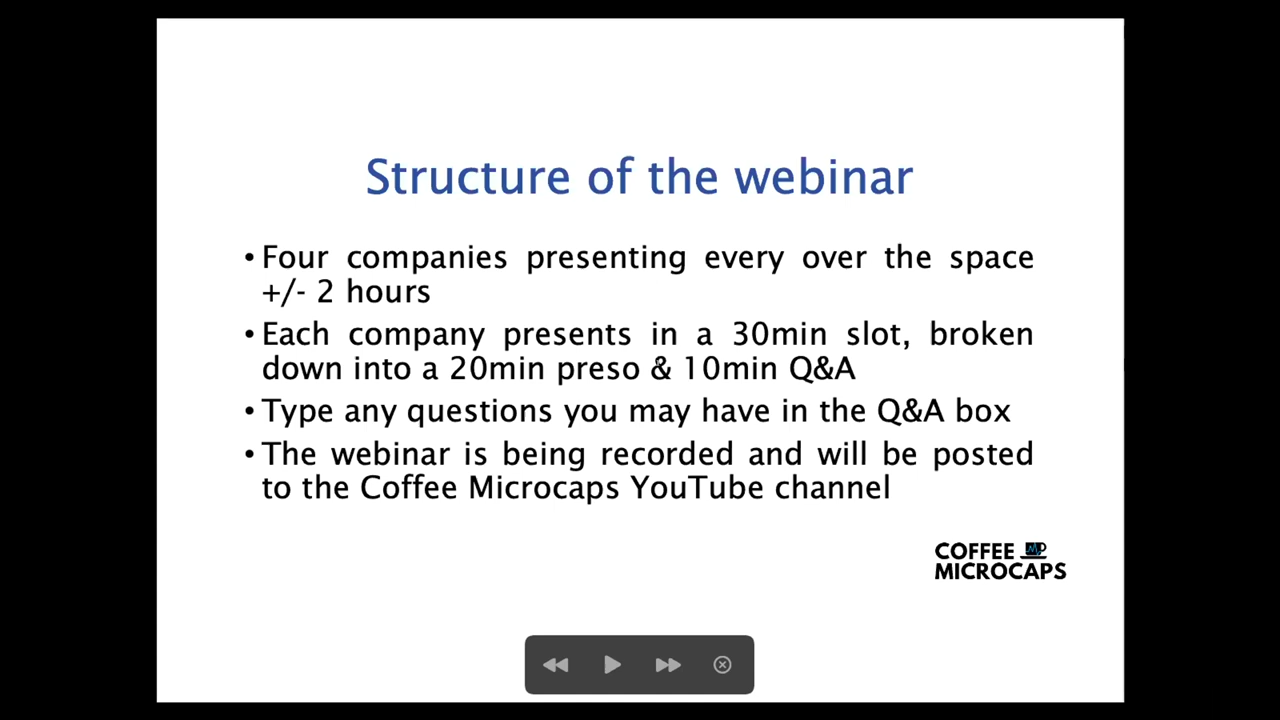 Structure of the webinar
• Four companies presenting every over the space
+/- 2 hours
• Each company presents in a 30min slot, broken
down into a 20min preso & 10min Q&A
• Type any questions you may have in the Q&A box
• The webinar is being recorded and will be posted
to the Coffee Microcaps YouTube channel
COFFEE
MICROCAPS